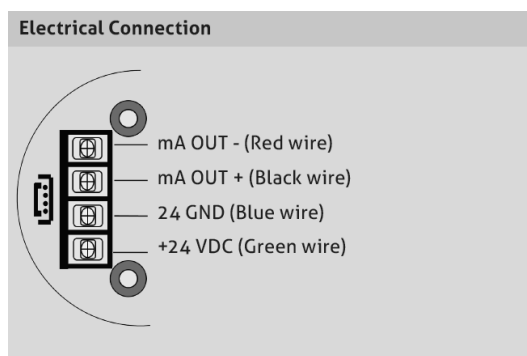 Electrical Connection
mA OUT - (Red wire)
mA OUT + (Black wire)
24 GND (Blue wire)
+24 VDC (Green wire)